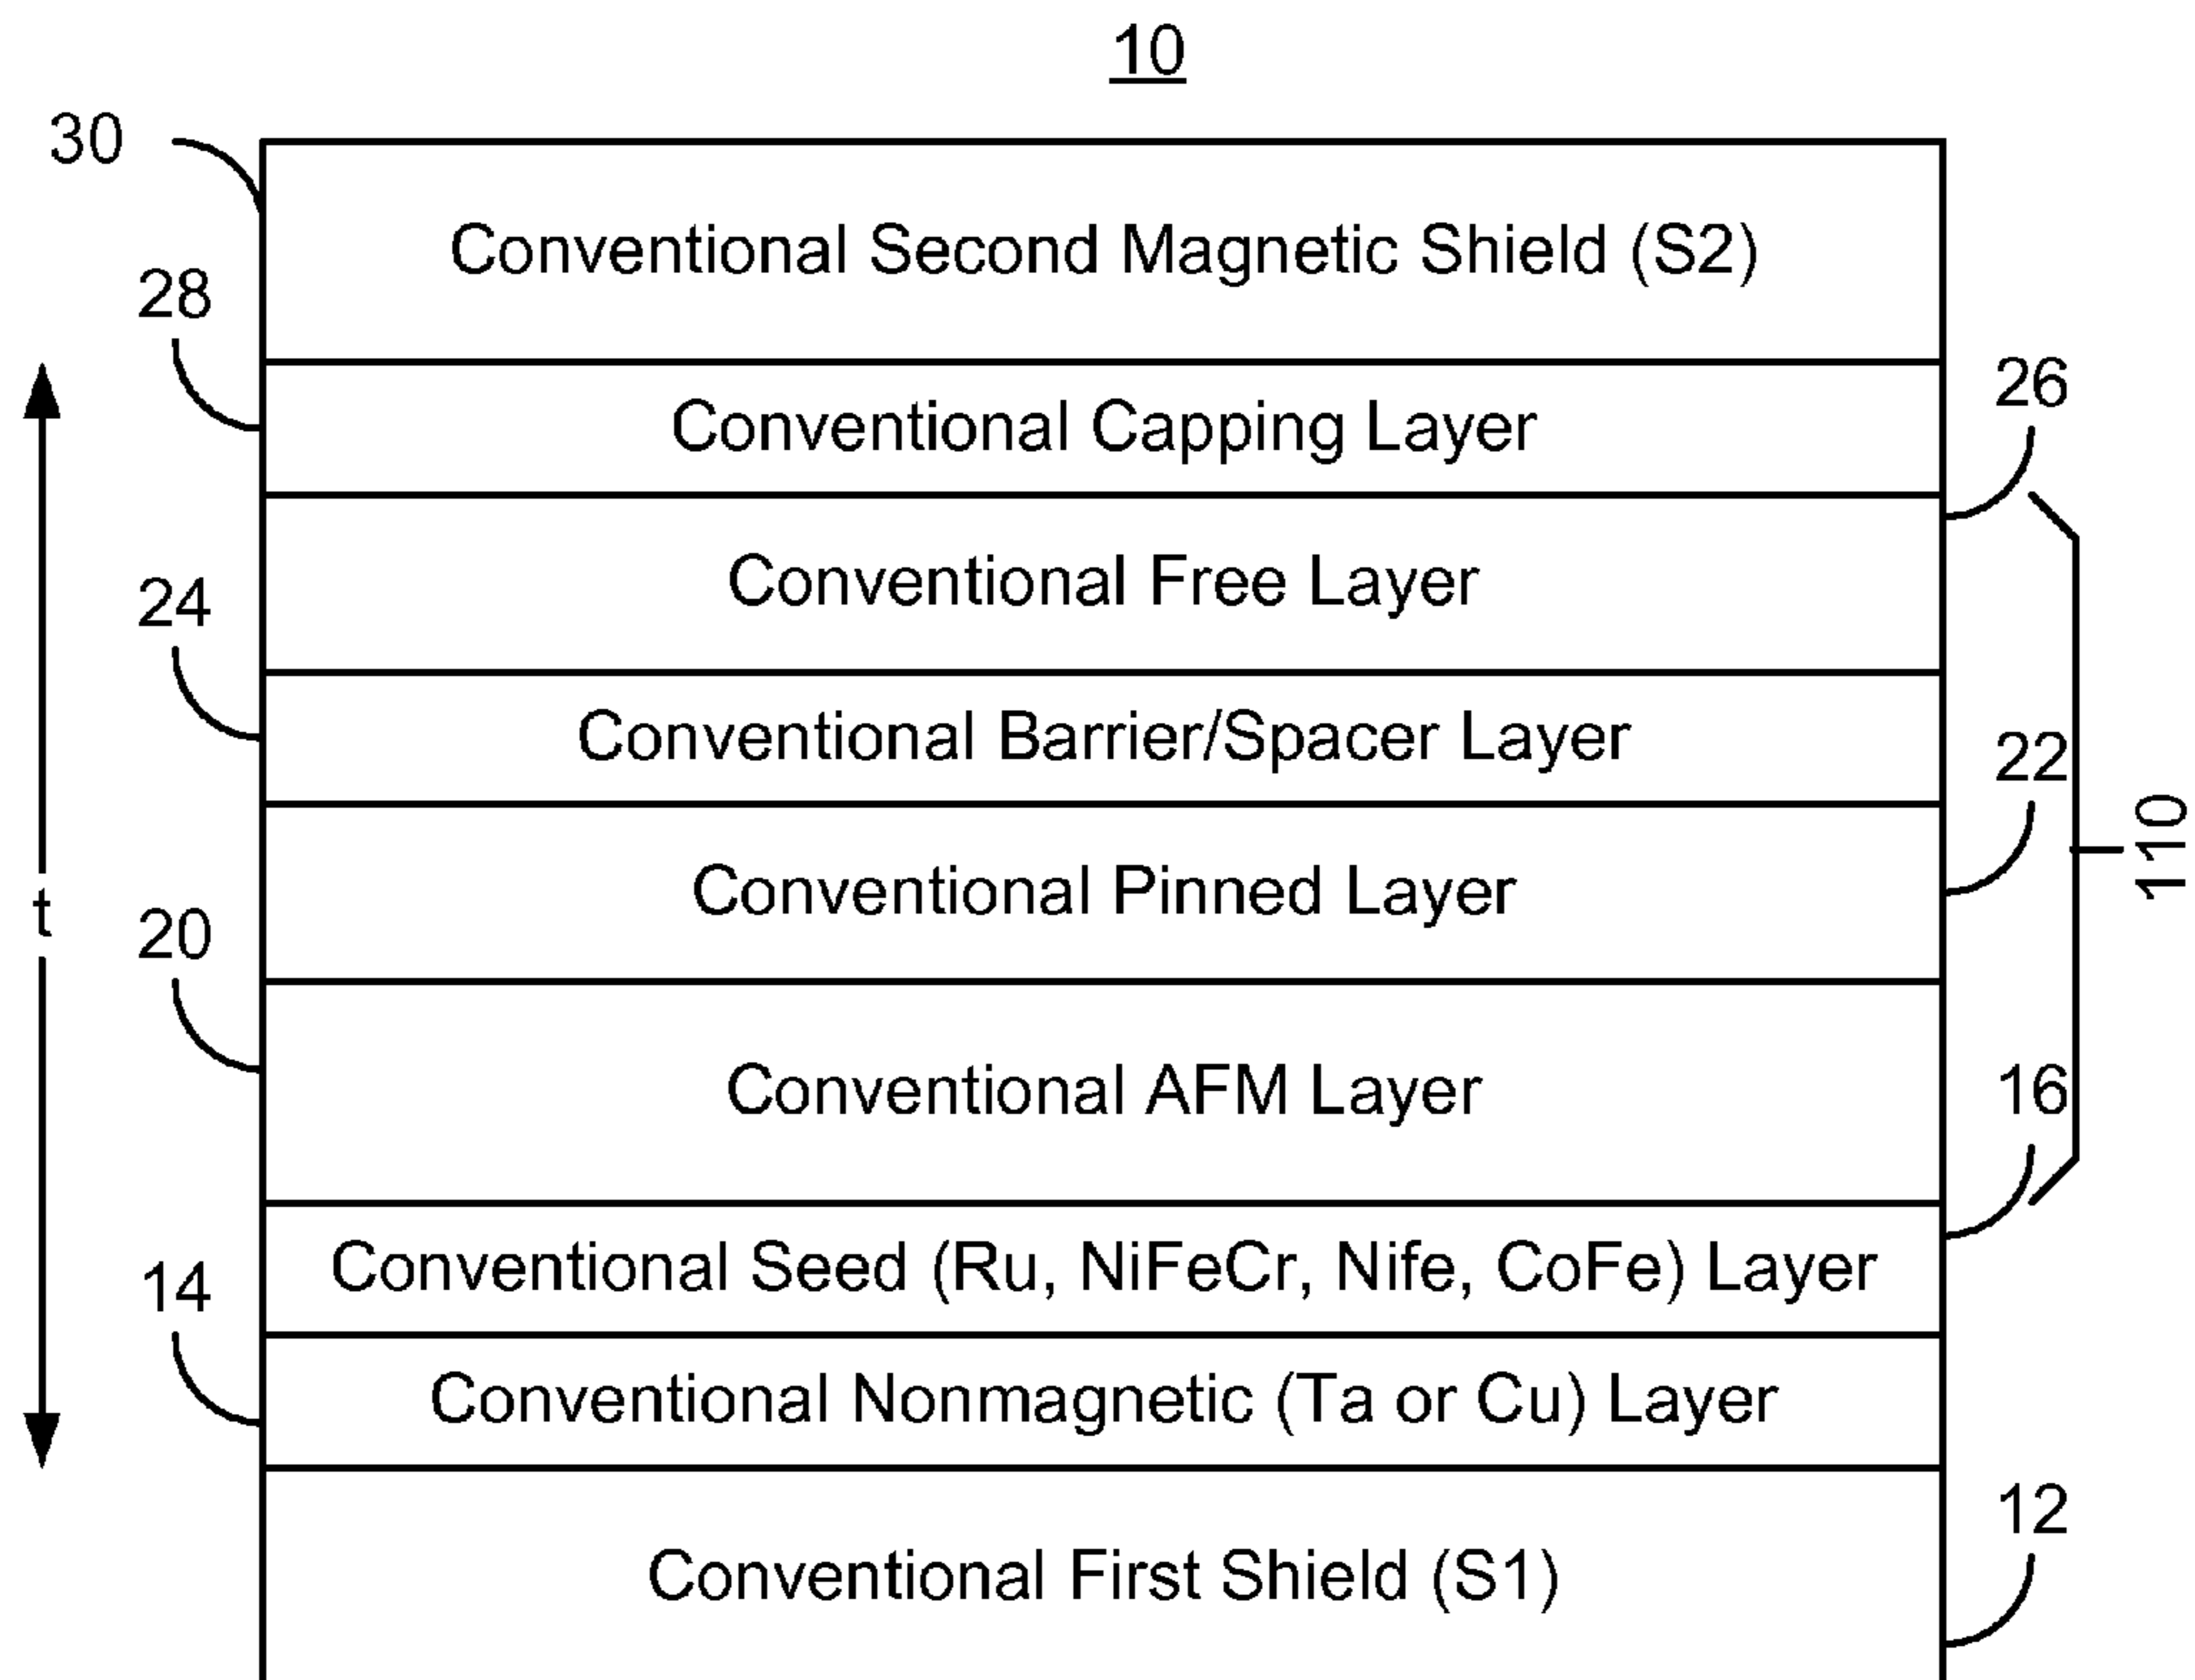 10
30
Conventional Second Magnetic Shield (S2)
28
Conventional Capping Layer
26
Conventional Free Layer
24
Conventional Barrier/Spacer Layer
22
110
Conventional Pinned Layer
t
20
Conventional AFM Layer
16
Conventional Seed (Ru, NiFeCr, Nife, CoFe) Layer
14
Conventional Nonmagnetic (Ta or Cu) Layer
12
Conventional First Shield (S1)